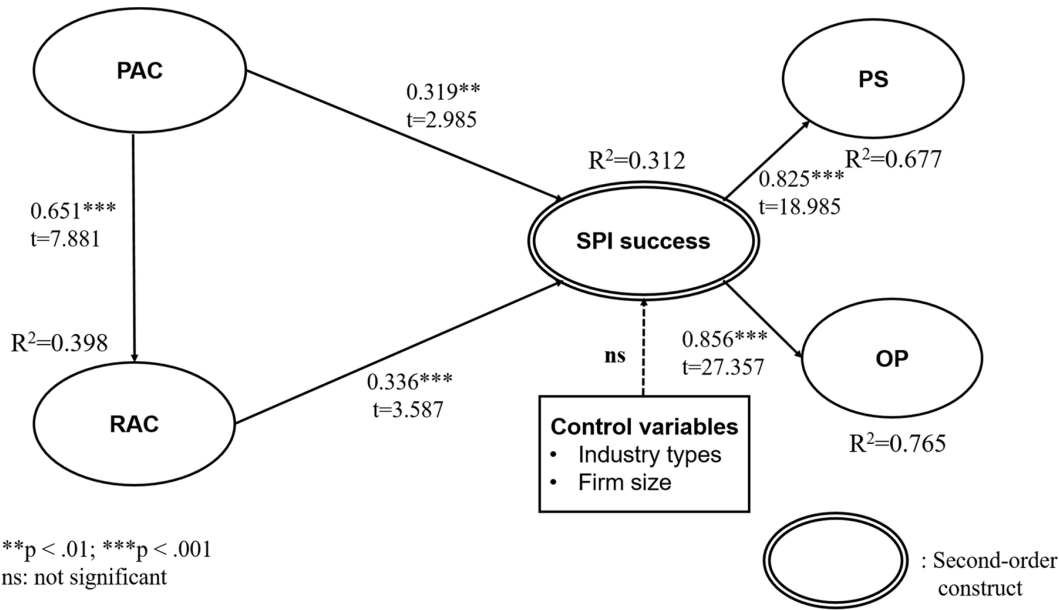 PAC
PS
0.319**
t=2.985
R²=0.312
R²=0.677
0.825***
t=18.985
0.651***
t=7.881
SPI success
R²=0.398
0.856***
t=27.357
ns
OP
0.336***
t=3.587
RAC
Control variables
• Industry types
• Firm size
R²=0.765
**p < .01; ***p < .001
ns: not significant
: Second-order
construct